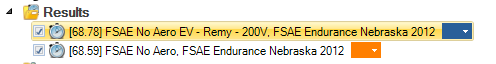 Results
[68.78] FSAE No Aero EV - Remy - 200V, FSAE Endurance Nebraska 2012
[68.59] FSAE No Aero, FSAE Endurance Nebraska 2012